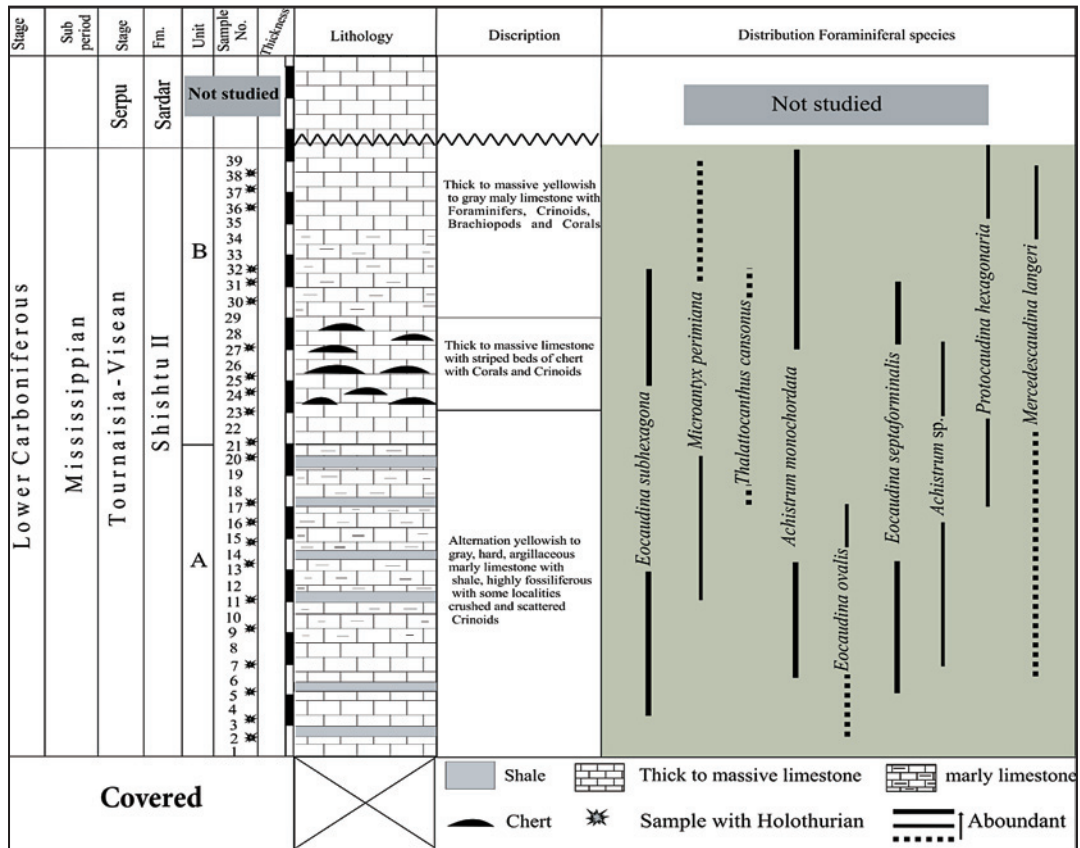 Stage
Sub period
Stage
Fm.
Unit
Sample No.
Thickness
Lithology
Discription
Distribution Foraminiferal species
Lower Carboniferous
Mississippian
Serpu
Tournaisia-Visean
Sardar
Shishtu II
Not studied
Not studied
B
A
39
38
37
36
35
34
33
32
31
30
29
28
27
26
25
24
23
22
21
20
19
18
17
16
15
14
13
12
11
10
9
8
7
6
5
4
3
2
1
Thick to massive yellowish
to gray maly limestone with
Foraminifers, Crinoids,
Brachiopods and Corals
Thick to massive limestone
with striped beds of chert
with Corals and Crinoids
Alternation yellowish to
gray, hard, argillaceous
marly limestone with
shale, highly fossiliferous
with some localities
crushed and scattered
Crinoids
Eocaudina subhexagona
Microantyx perimiana
Thalattocanthus cansonus
Achistrum monochordata
Eocaudina ovalis
Eocaudina septaforminalis
Achistrum sp.
Protocaudina hexagonaria
Mercedescaudina langeri
Covered
Shale
Thick to massive limestone
marly limestone
Chert
Sample with Holothurian
Aboundant